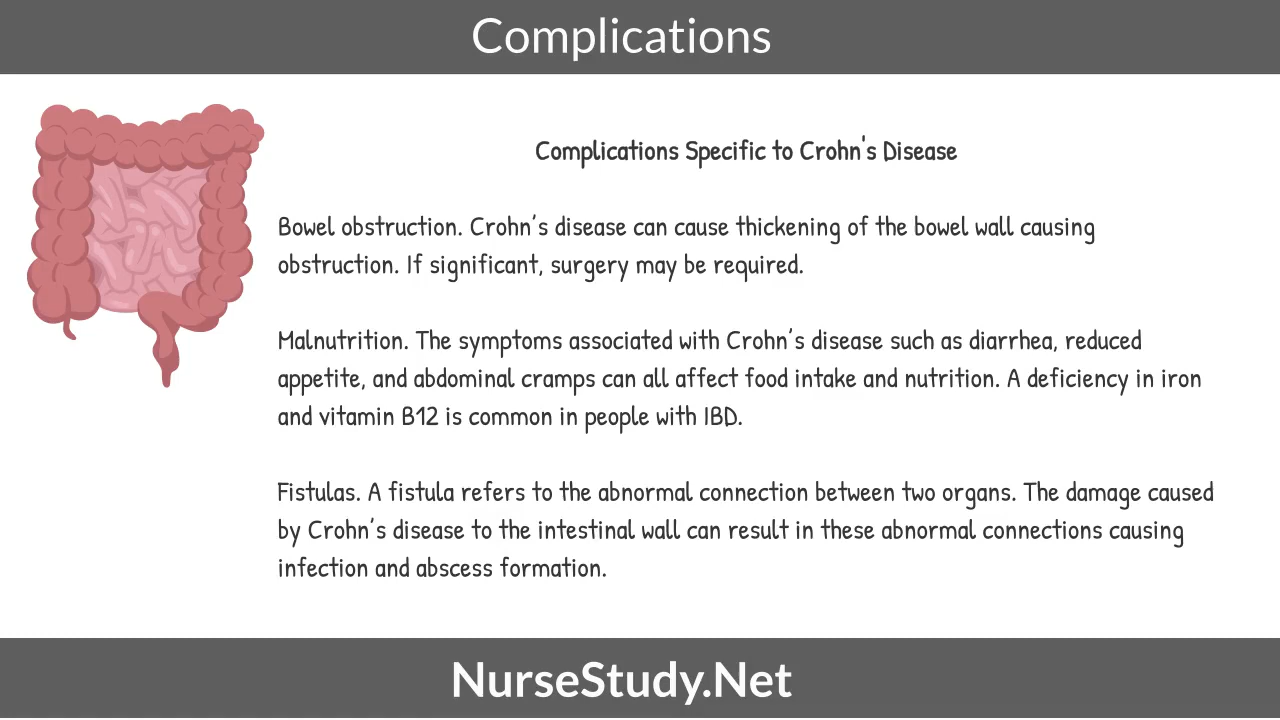 Complications
Complications Specific to Crohn's Disease
Bowel obstruction. Crohn's disease can cause thickening of the bowel wall causing
obstruction. If significant, surgery may be required.
Malnutrition. The symptoms associated with Crohn's disease such as diarrhea, reduced
appetite, and abdominal cramps can all affect food intake and nutrition. A deficiency in iron
and vitamin B12 is common in people with IBD.
Fistulas. A fistula refers to the abnormal connection between two organs. The damage caused
by Crohn's disease to the intestinal wall can result in these abnormal connections causing
infection and abscess formation.
NurseStudy.Net